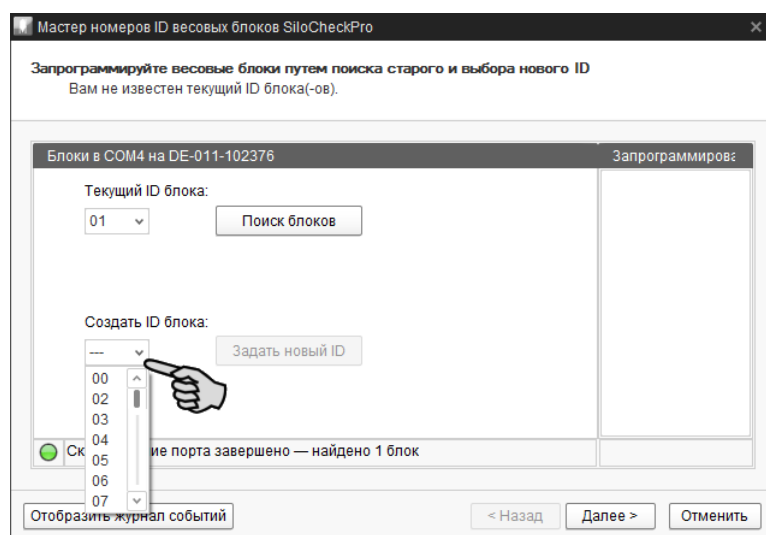 Мастер номеров ID весовых блоков SiloCheckPro
Запрограммируйте весовые блоки путем поиска старого и выбора нового ID
Вам не известен текущий ID блока(-ов).
Блоки в COM4 на DE-011-102376
Запрограммирова
Текущий ID блока:
01
Поиск блоков
Создать ID блока:
---
Задать новый ID
00
02
03
04
05
06
07
Ск ие порта завершено — найдено 1 блок
Отобразить журнал событий
< Назад
Далее >
Отменить